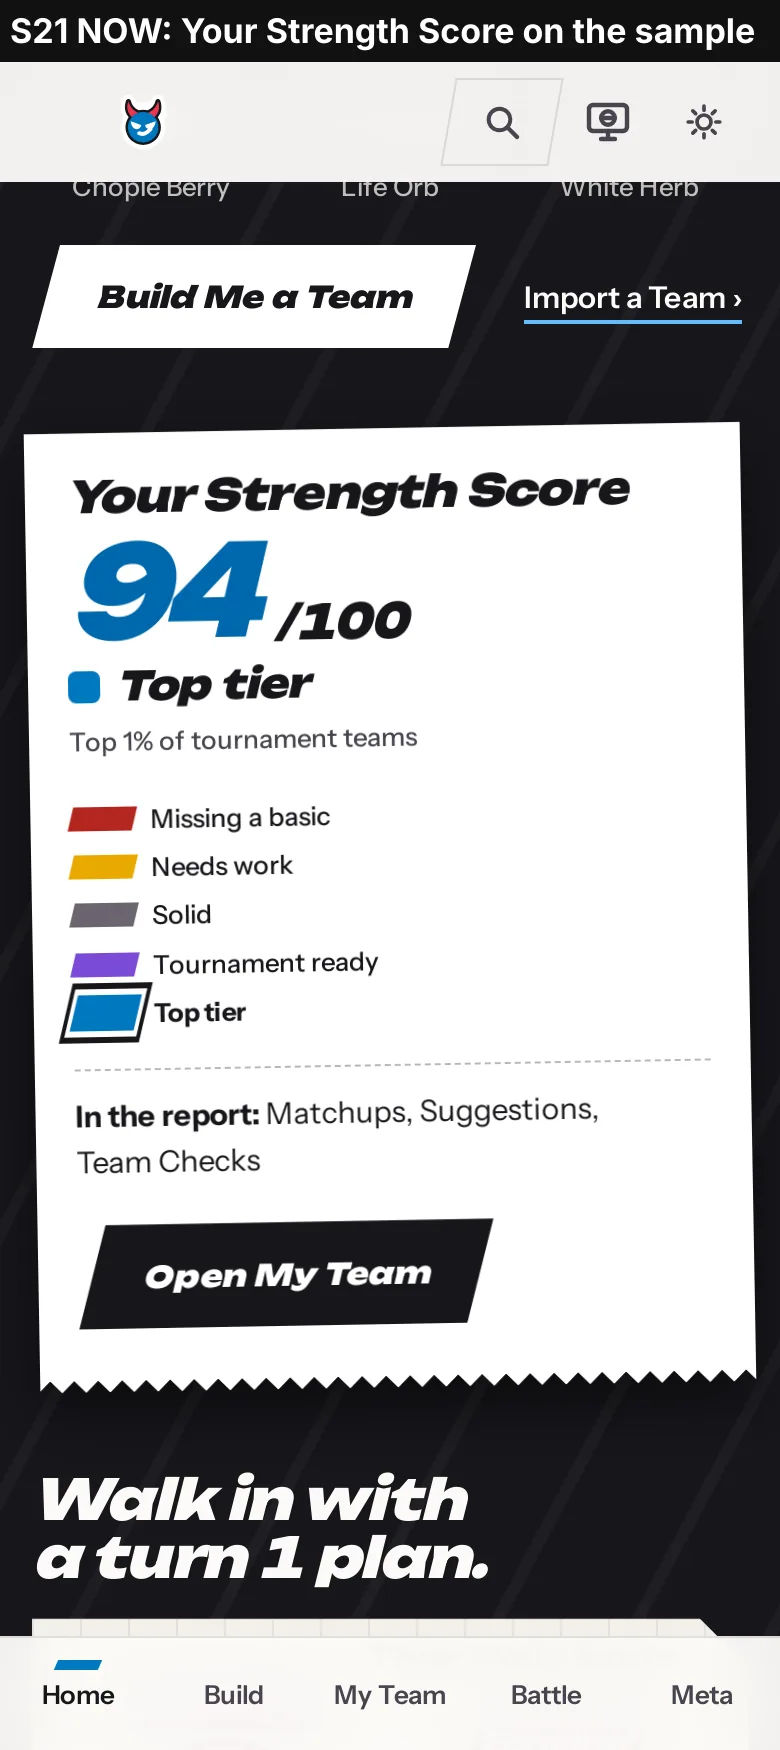 S21 NOW: Your Strength Score on the sample
Chople Berry Life Orb White Herb
Build Me a Team Import a Team ›
Your Strength Score
94 /100
Top tier
Top 1% of tournament teams
Missing a basic
Needs work
Solid
Tournament ready
Top tier
In the report: Matchups, Suggestions,
Team Checks
Open My Team
Walk in with
a turn 1 plan.
Home Build My Team Battle Meta